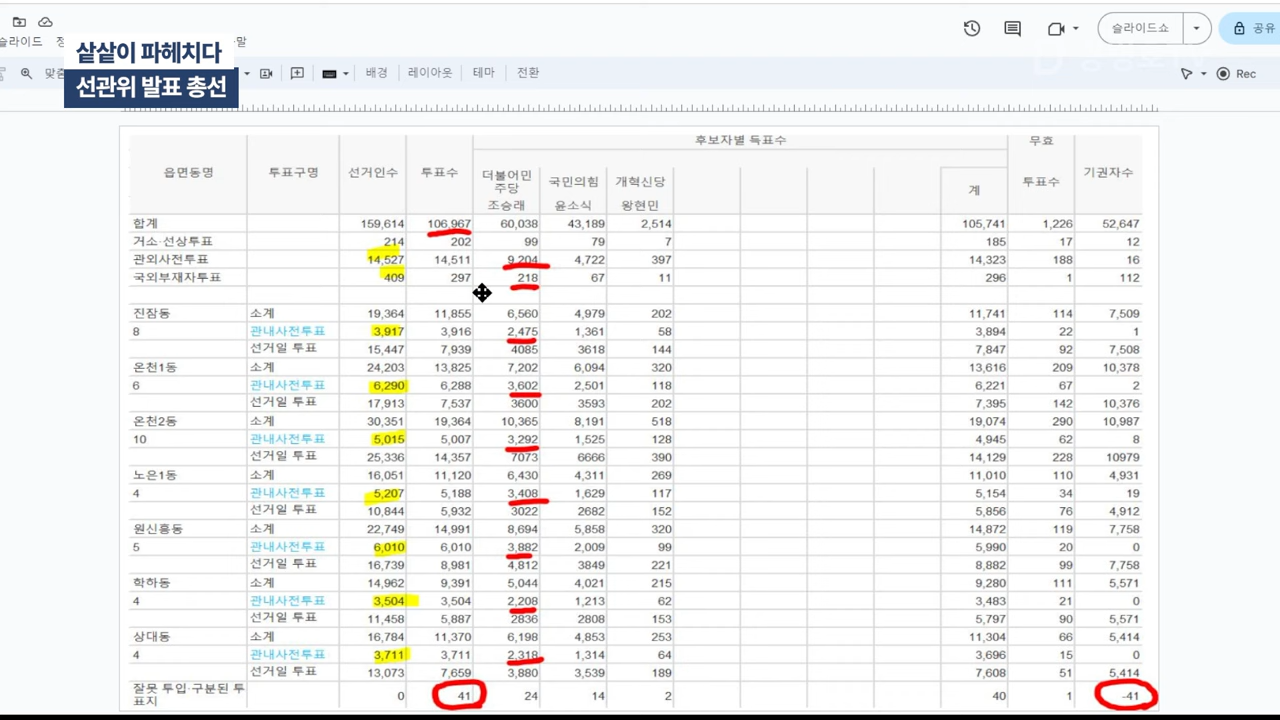 슬라이드
살살이 파헤치다
선관위 발표 총선
배경 레이아웃 테마 전환
슬라이드쇼
공유
Rec
읍면동명 투표구명 선거인수 투표수 후보자별 득표수 무효 투표수 기권자수
더불어민주당 조승래 국민의힘 윤소식 개혁신당 왕현민 계
합계 159,614 106,967 60,038 43,189 2,514 105,741 1,226 52,647
거소·선상투표 214 202 99 79 7 185 17 12
관외사전투표 14,527 14,511 9,204 4,722 397 14,323 188 16
국외부재자투표 409 297 218 67 11 296 1 112
진잠동 소계 19,364 11,855 6,560 4,979 202 11,741 114 7,509
8 관내사전투표 3,917 3,916 2,475 1,361 58 3,894 22 1
선거일 투표 15,447 7,939 4085 3618 144 7,847 92 7,508
온천1동 소계 24,203 13,825 7,202 6,094 320 13,616 209 10,378
6 관내사전투표 6,290 6,288 3,602 2,501 118 6,221 67 2
선거일 투표 17,913 7,537 3600 3593 202 7,395 142 10,376
온천2동 소계 30,351 19,364 10,365 8,191 518 19,074 290 10,987
10 관내사전투표 5,015 5,007 3,292 1,525 128 4,945 62 8
선거일 투표 25,336 14,357 7073 6666 390 14,129 228 10979
노은1동 소계 16,051 11,120 6,430 4,311 269 11,010 110 4,931
4 관내사전투표 5,207 5,188 3,408 1,629 117 5,154 34 19
선거일 투표 10,844 5,932 3022 2682 152 5,856 76 4,912
원신흥동 소계 22,749 14,991 8,694 5,858 320 14,872 119 7,758
5 관내사전투표 6,010 6,010 3,882 2,009 99 5,990 20 0
선거일 투표 16,739 8,981 4,812 3849 221 8,882 99 7,758
학하동 소계 14,962 9,391 5,044 4,021 215 9,280 111 5,571
4 관내사전투표 3,504 3,504 2,208 1,213 62 3,483 21 0
선거일 투표 11,458 5,887 2836 2808 153 5,797 90 5,571
상대동 소계 16,784 11,370 6,198 4,853 253 11,304 66 5,414
4 관내사전투표 3,711 3,711 2,318 1,314 64 3,696 15 0
선거일 투표 13,073 7,659 3,880 3,539 189 7,608 51 5,414
잘못 투입·구분된 투표지 0 41 24 14 2 40 1 -41